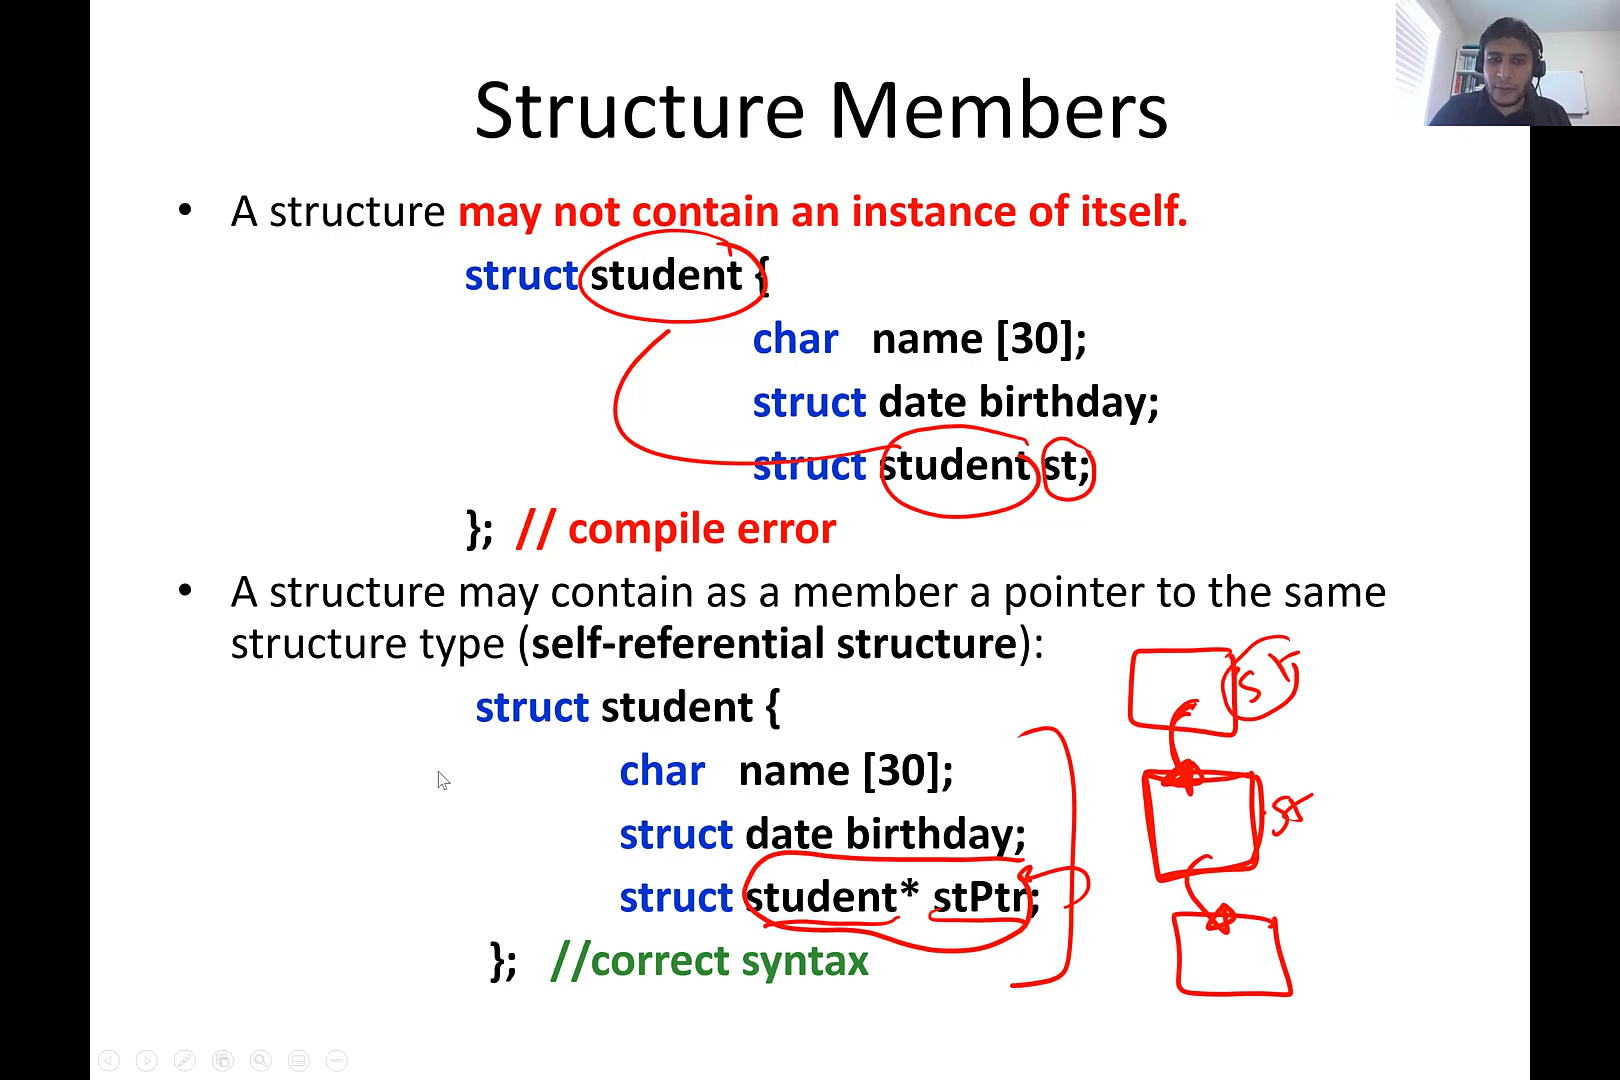 Structure Members
• A structure may not contain an instance of itself.
struct student {
char name [30];
struct date birthday;
struct student st;
}; // compile error
• A structure may contain as a member a pointer to the same
structure type (self-referential structure):
struct student {
char name [30];
struct date birthday;
struct student* stPtr;
}; //correct syntax
st
st